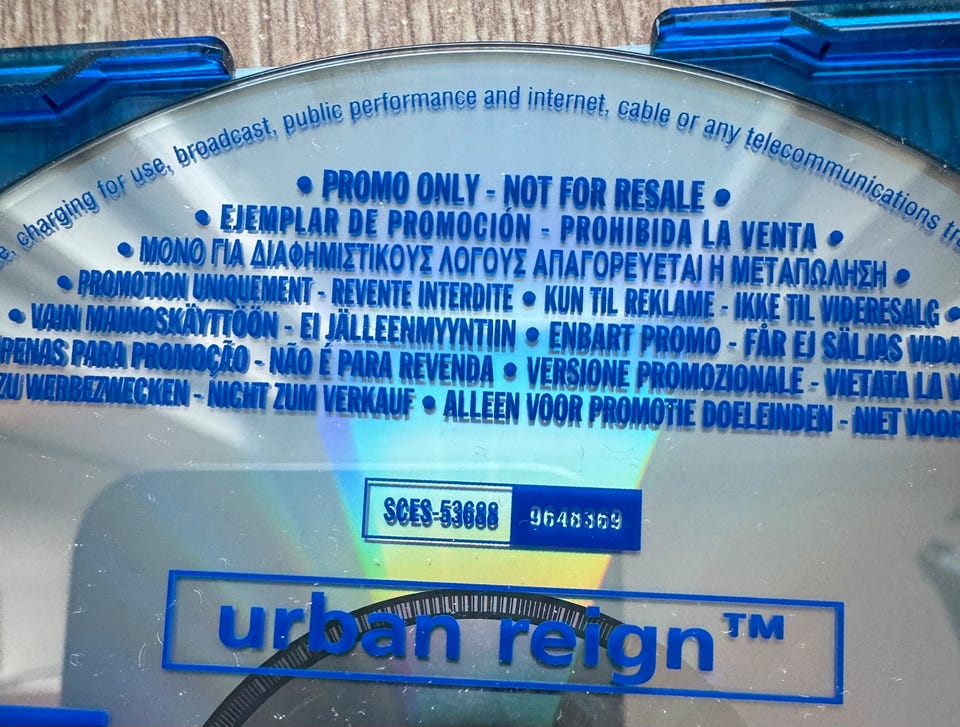 charging for use, broadcast, public performance and internet, cable or any telecommunications
• PROMO ONLY - NOT FOR RESALE •
• EJEMPLAR DE PROMOCIÓN - PROHIBIDA LA VENTA •
• ΜΟΝΟ ΓΙΑ ΔΙΑΦΗΜΙΣΤΙΚΟΥΣ ΛΟΓΟΥΣ ΑΠΑΓΟΡΕΥΕΤΑΙ Η ΜΕΤΑΠΩΛΗΣΗ •
• PROMOTION UNIQUEMENT - REVENTE INTERDITE • KUN TIL REKLAME - IKKE TIL VIDERESALG •
• VAIN MAINOSKÄYTTÖÖN - EI JÄLLEENMYYNTIIN • ENBART PROMO - FÅR EJ SÄLJAS VIDA
PENAS PARA PROMOÇÃO - NÃO É PARA REVENDA • VERSIONE PROMOZIONALE - VIETATA LA V
ZU WERBEZWECKEN - NICHT ZUM VERKAUF • ALLEEN VOOR PROMOTIE DOELEINDEN - NIET VOOR
SCES-53688 9648369
urban reign™